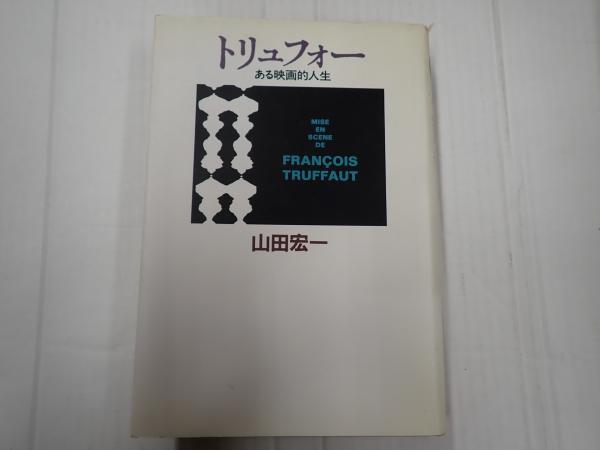 トリュフォー
ある映画的人生
MISE
EN
SCENE
DE
FRANÇOIS
TRUFFAUT
山田宏一